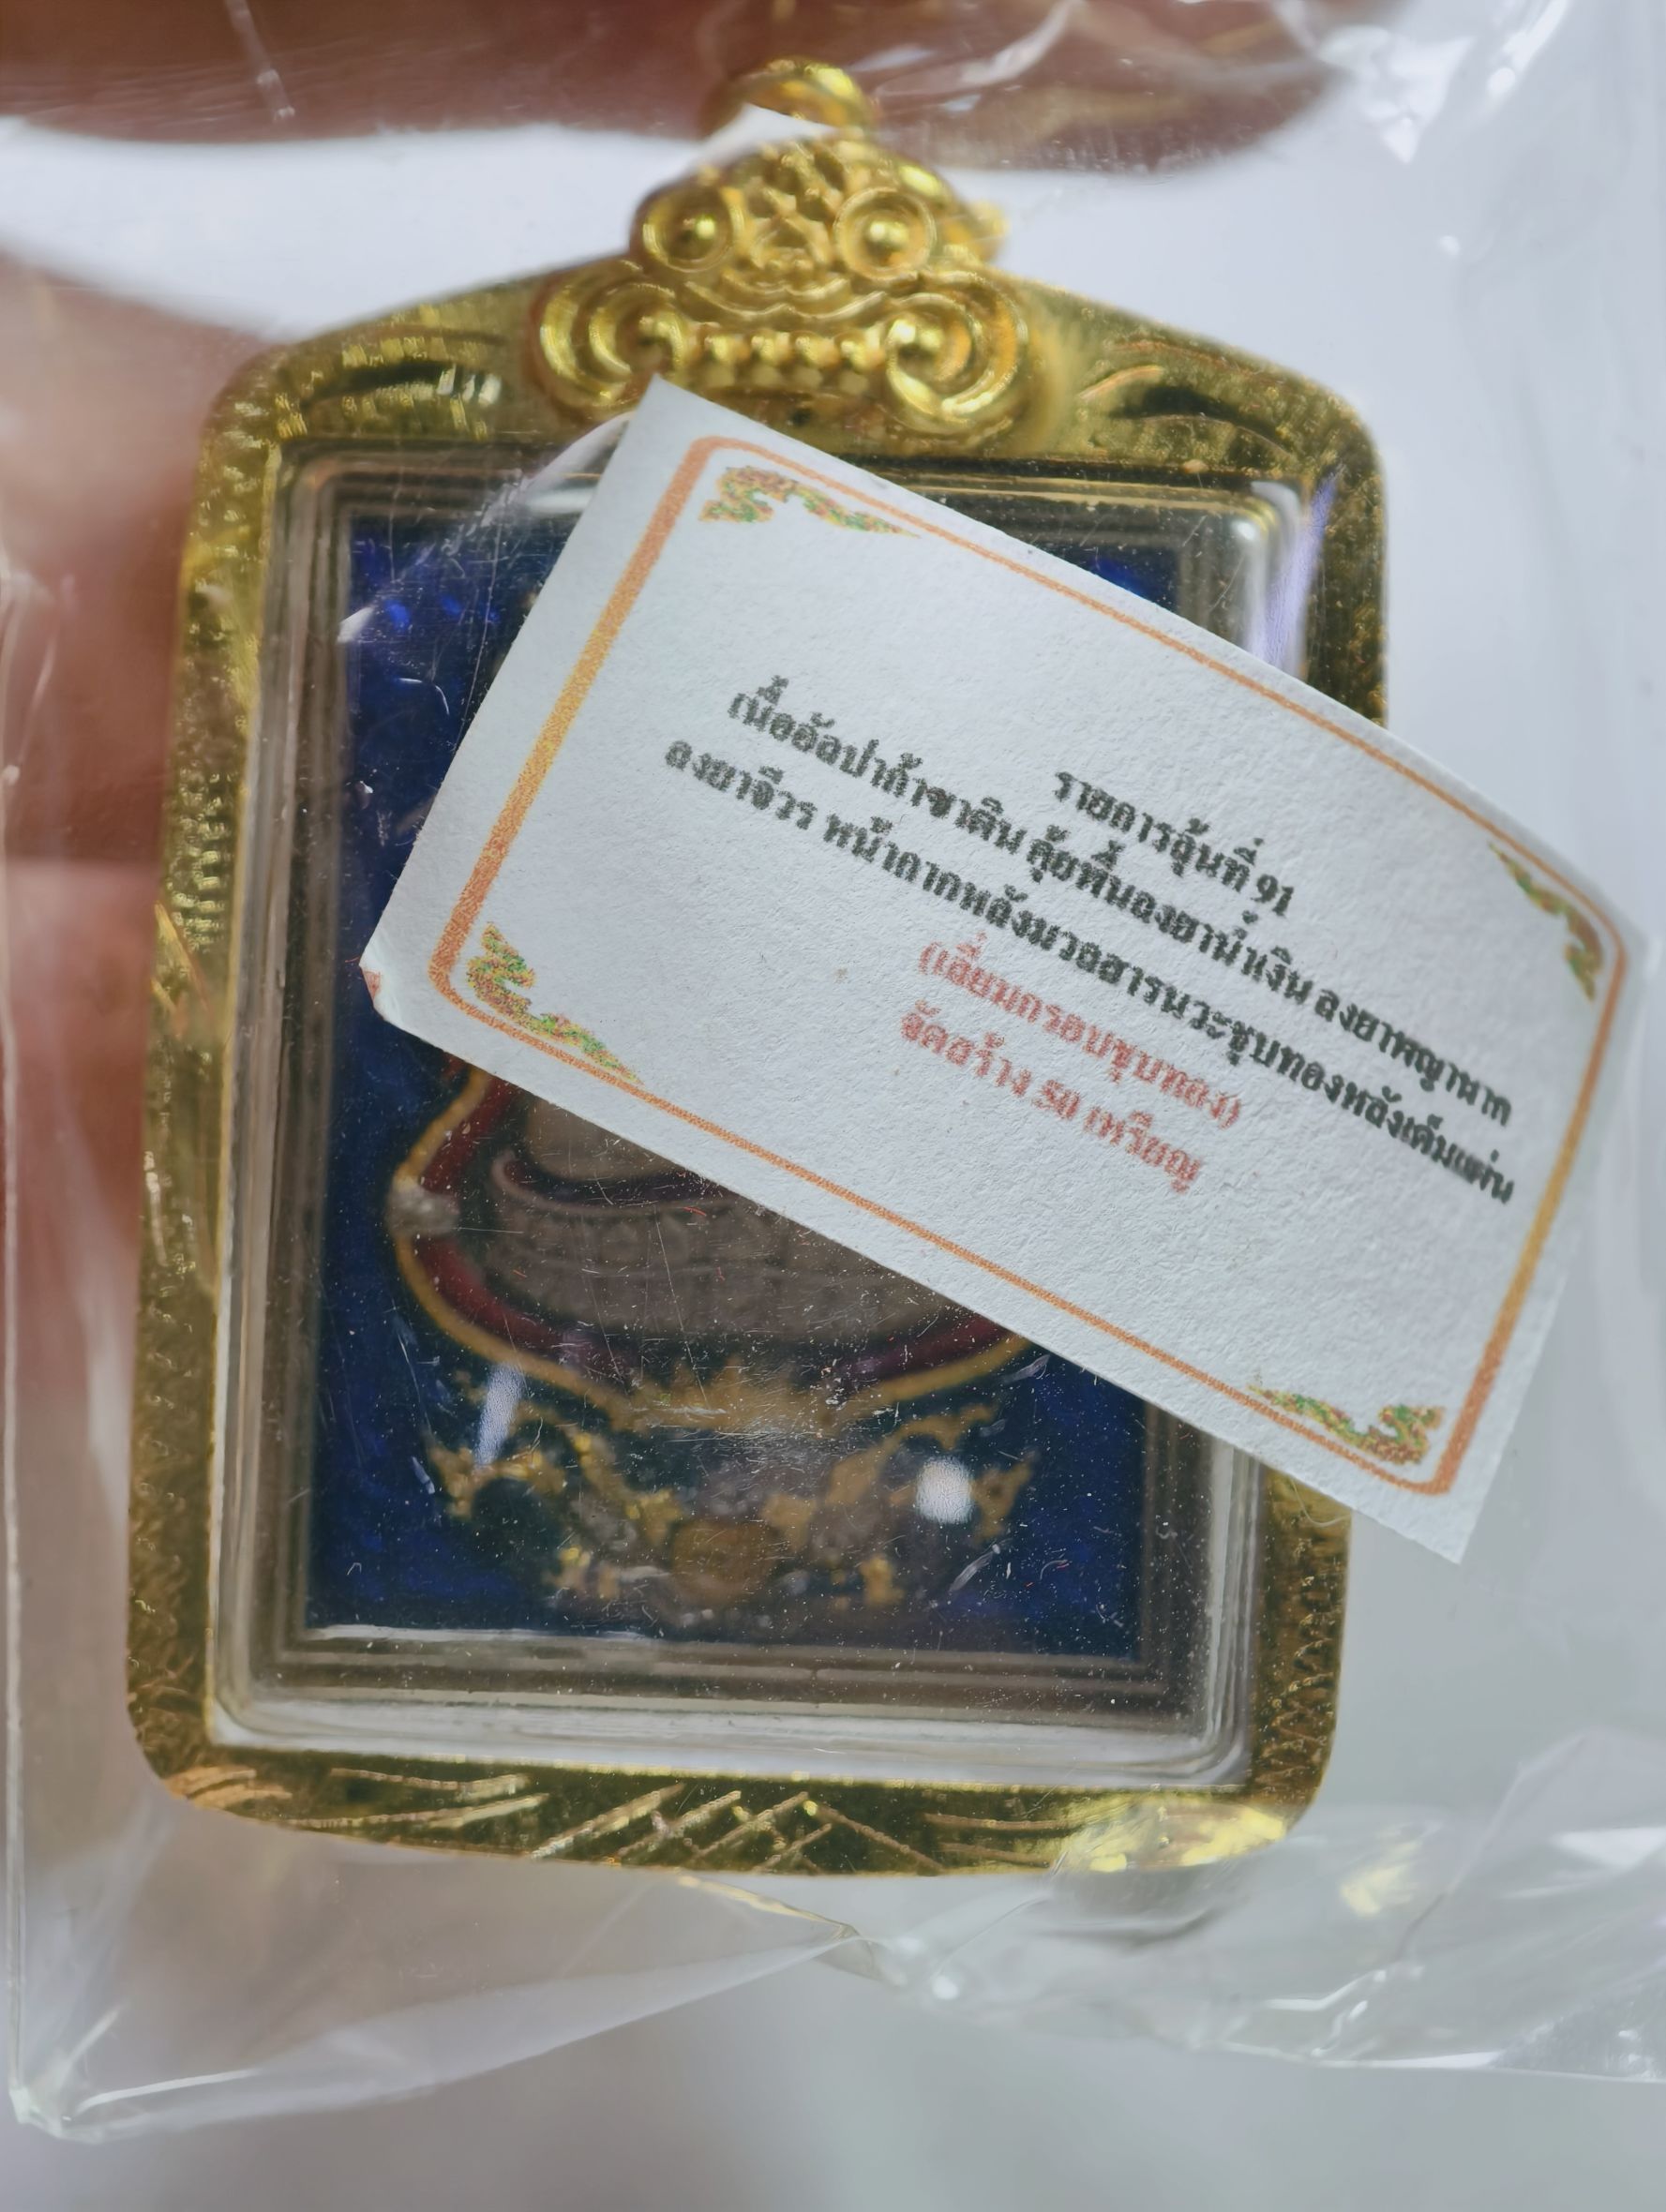 รายการลุ้นที่ 91
เนื้ออัลปาก้าซาติน กุ้ยพื้นลงยาน้ำเงิน ลงยาพญานาค
ลงยาจีวร หน้ากากหลังมวลสารนวะชุบทองหลังเต็มแผ่น
(เลี่ยมกรอบชุบทอง)
จัดสร้าง 50 เหรียญ